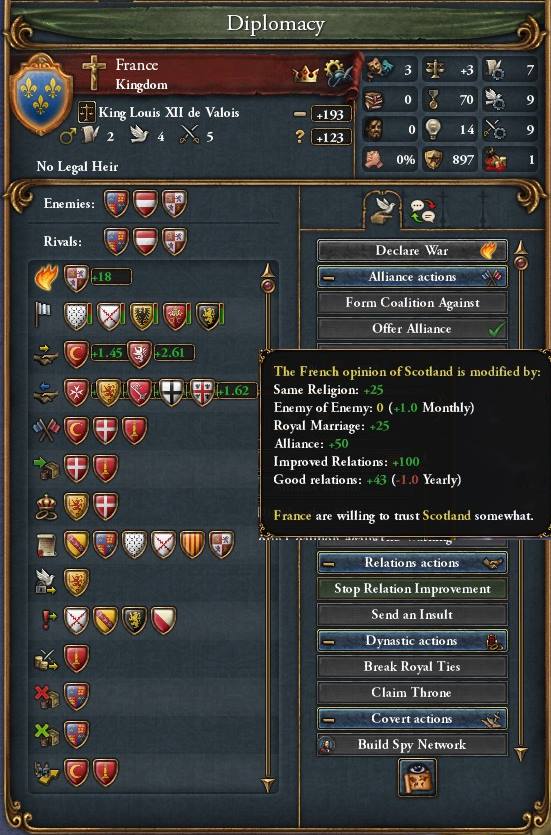 Diplomacy
France
Kingdom
King Louis XII de Valois
+193
2 4 5
+123
No Legal Heir
3 +3 7
0 70 9
0 14 9
0% 897 1
Enemies:
Rivals:
+18
+1.45 +2.61
+1.62
Declare War
Alliance actions
Form Coalition Against
Offer Alliance
The French opinion of Scotland is modified by:
Same Religion: +25
Enemy of Enemy: 0 (+1.0 Monthly)
Royal Marriage: +25
Alliance: +50
Improved Relations: +100
Good relations: +43 (-1.0 Yearly)
France are willing to trust Scotland somewhat.
Relations actions
Stop Relation Improvement
Send an Insult
Dynastic actions
Break Royal Ties
Claim Throne
Covert actions
Build Spy Network